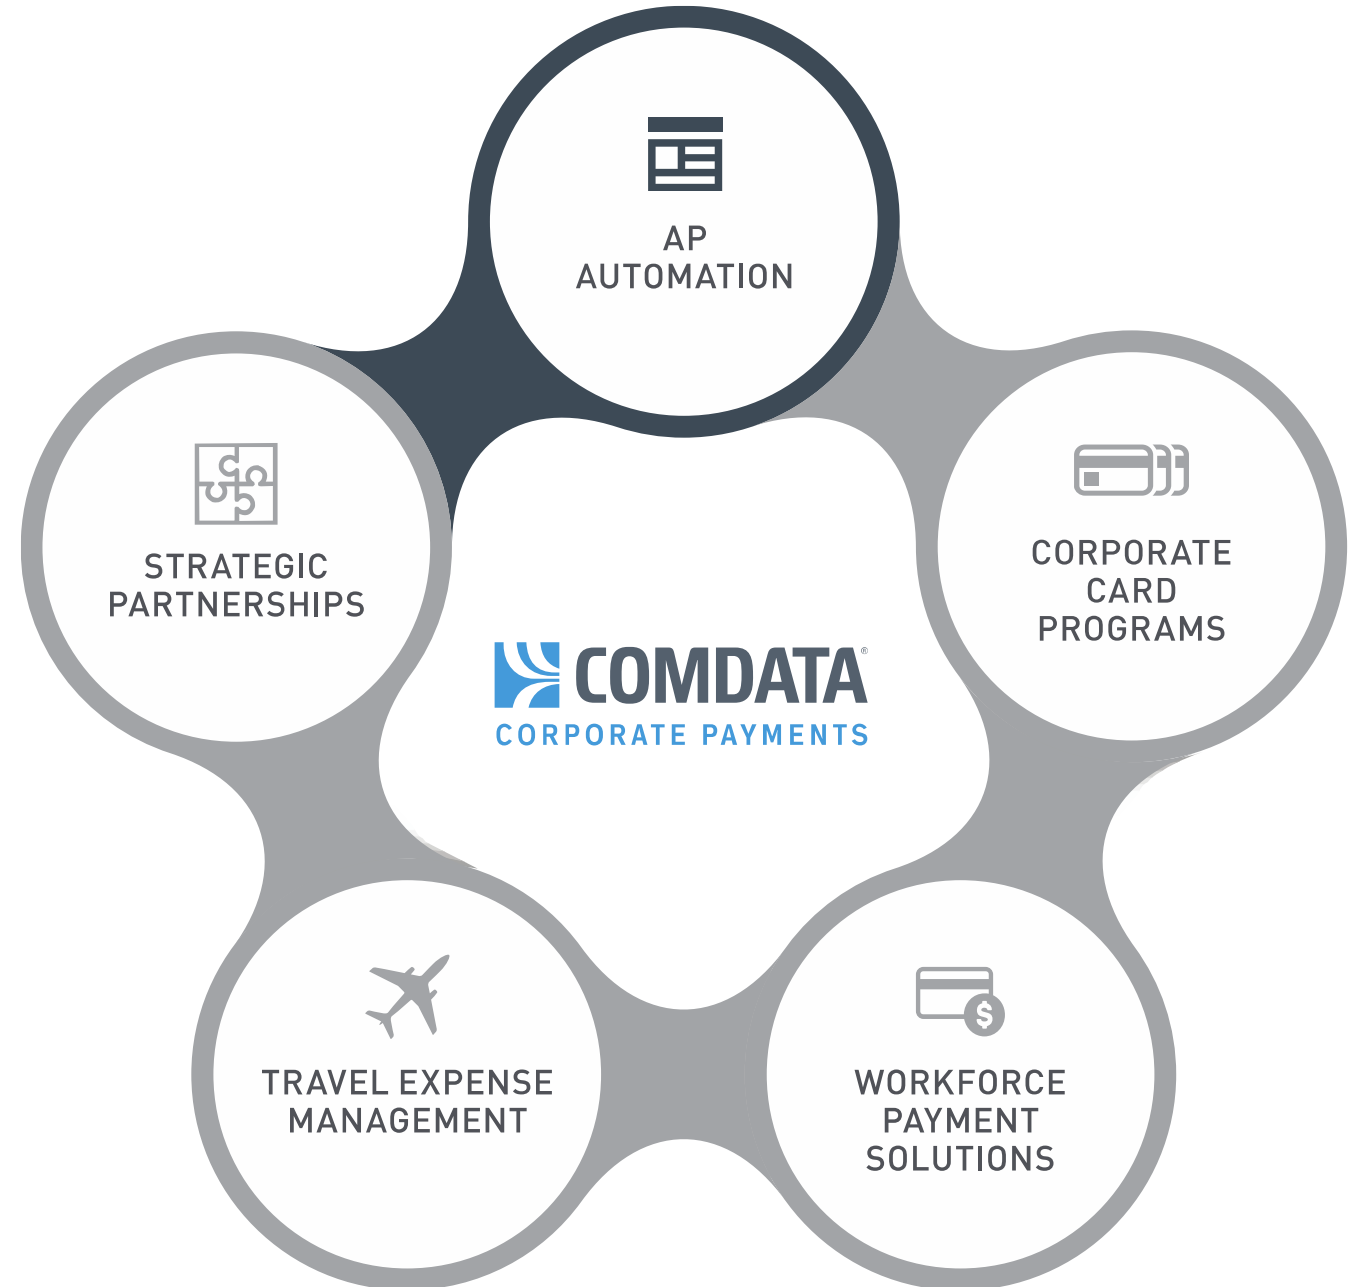 AP
AUTOMATION
STRATEGIC
PARTNERSHIPS
CORPORATE
CARD
PROGRAMS
COMDATA®
CORPORATE PAYMENTS
TRAVEL EXPENSE
MANAGEMENT
$
WORKFORCE
PAYMENT
SOLUTIONS